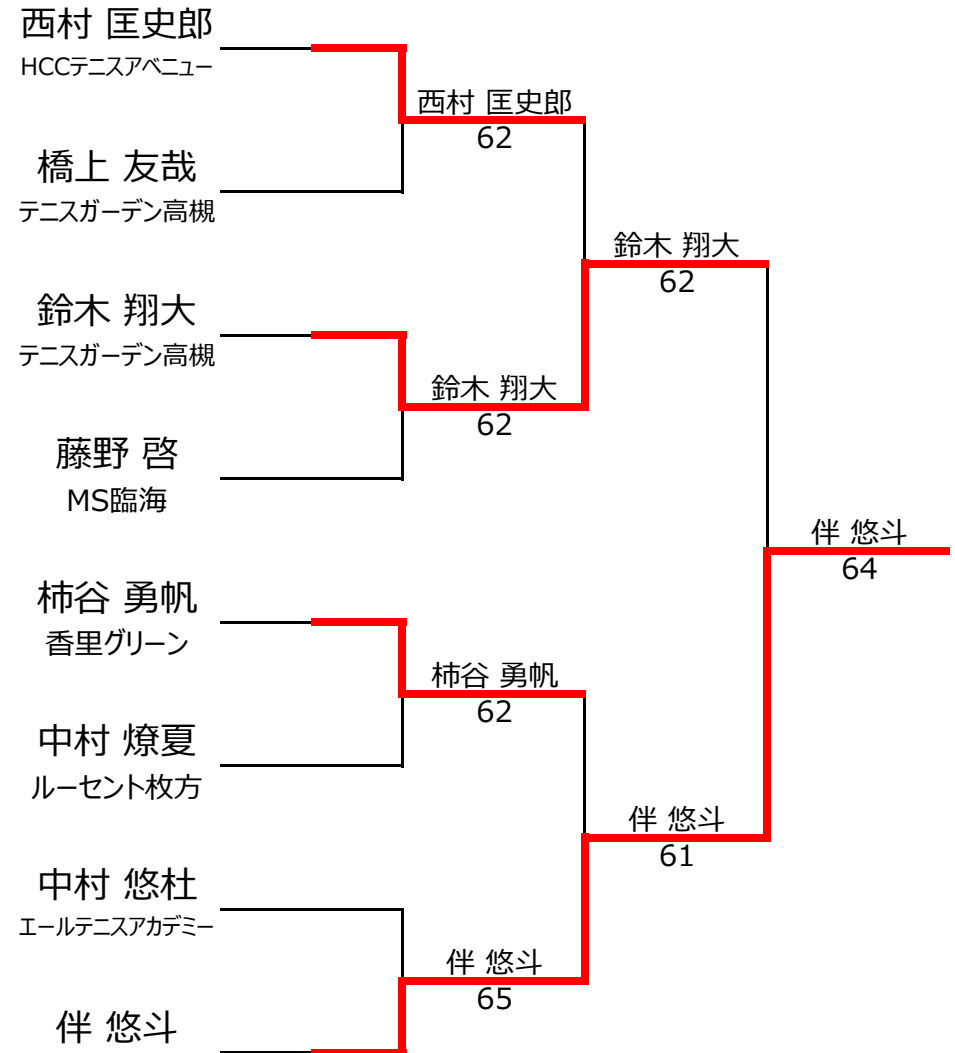 西村 匡史郎
HCCテニスアベニュー
西村 匡史郎
62
橋上 友哉
テニスガーデン高槻
鈴木 翔大
62
鈴木 翔大
テニスガーデン高槻
鈴木 翔大
62
藤野 啓
MS臨海
伴 悠斗
64
柿谷 勇帆
香里グリーン
柿谷 勇帆
62
中村 燎夏
ルーセント枚方
伴 悠斗
61
中村 悠杜
エールテニスアカデミー
伴 悠斗
65
伴 悠斗